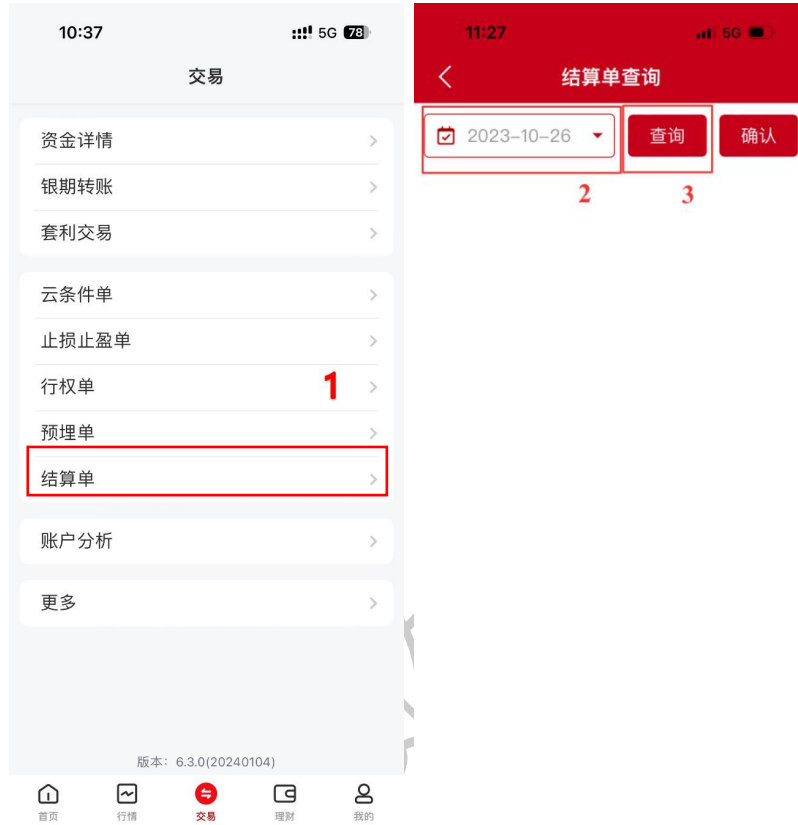 10:37
5G 78
交易
资金详情
银期转账
套利交易
云条件单
止损止盈单
行权单
1
预埋单
结算单
账户分析
更多
版本：6.3.0(20240104)
首页 行情 交易 理财 我的
11:27
5G
结算单查询
2023-10-26 查询 确认
2 3